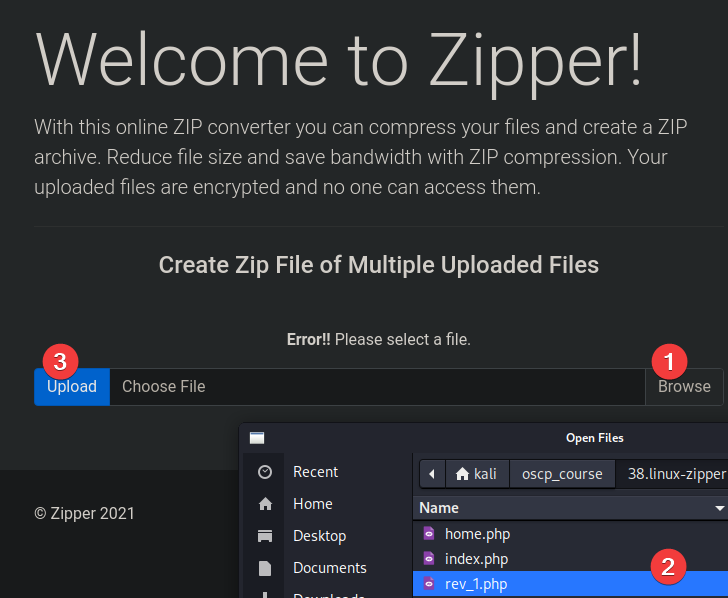 Welcome to Zipper!
With this online ZIP converter you can compress your files and create a ZIP
archive. Reduce file size and save bandwidth with ZIP compression. Your
uploaded files are encrypted and no one can access them.
Create Zip File of Multiple Uploaded Files
Error!! Please select a file.
3
1
Upload Choose File Browse
Open Files
Recent
kali oscp_course 38.linux-zipper
Home
Name
Desktop
home.php
© Zipper 2021
index.php
Documents
2
rev_1.php
Downloads